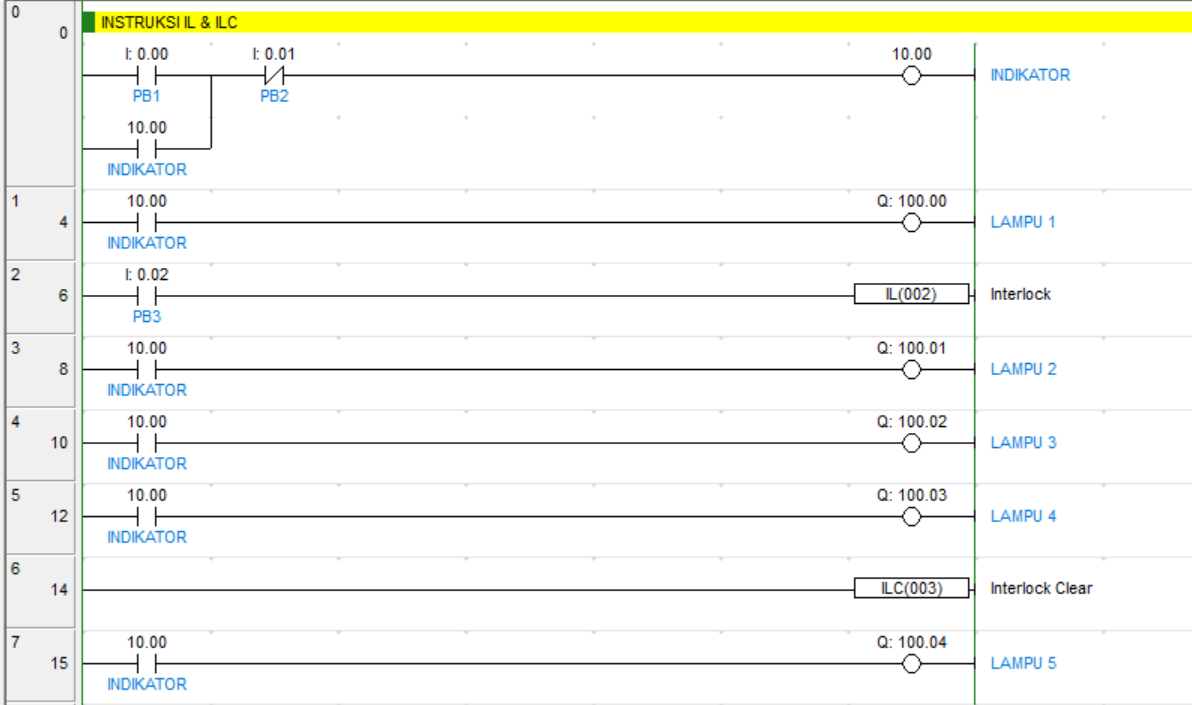 0
0
INSTRUKSI IL & ILC
I: 0.00 I: 0.01 10.00
INDIKATOR
PB1 PB2
10.00
INDIKATOR
1
10.00 Q: 100.00
4
LAMPU 1
INDIKATOR
2
I: 0.02
6
IL(002) Interlock
PB3
3
10.00 Q: 100.01
8
LAMPU 2
INDIKATOR
4
10.00 Q: 100.02
10
LAMPU 3
INDIKATOR
5
10.00 Q: 100.03
12
LAMPU 4
INDIKATOR
6
14
ILC(003) Interlock Clear
7
10.00 Q: 100.04
15
LAMPU 5
INDIKATOR